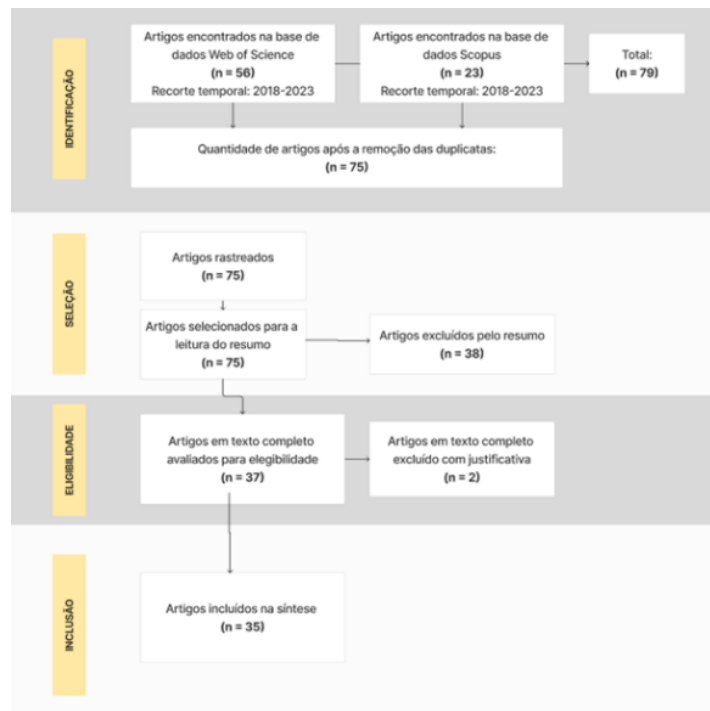 IDENTIFICAÇÃO
Artigos encontrados na base de
dados Web of Science
(n = 56)
Recorte temporal: 2018-2023
Artigos encontrados na base de
dados Scopus
(n = 23)
Recorte temporal: 2018-2023
Total:
(n = 79)
Quantidade de artigos após a remoção das duplicatas:
(n = 75)
SELEÇÃO
Artigos rastreados
(n = 75)
Artigos selecionados para a
leitura do resumo
(n = 75)
Artigos excluídos pelo resumo
(n = 38)
ELIGIBILIDADE
Artigos em texto completo
avaliados para elegebilidade
(n = 37)
Artigos em texto completo
excluído com justificativa
(n = 2)
INCLUSÃO
Artigos incluídos na síntese
(n = 35)